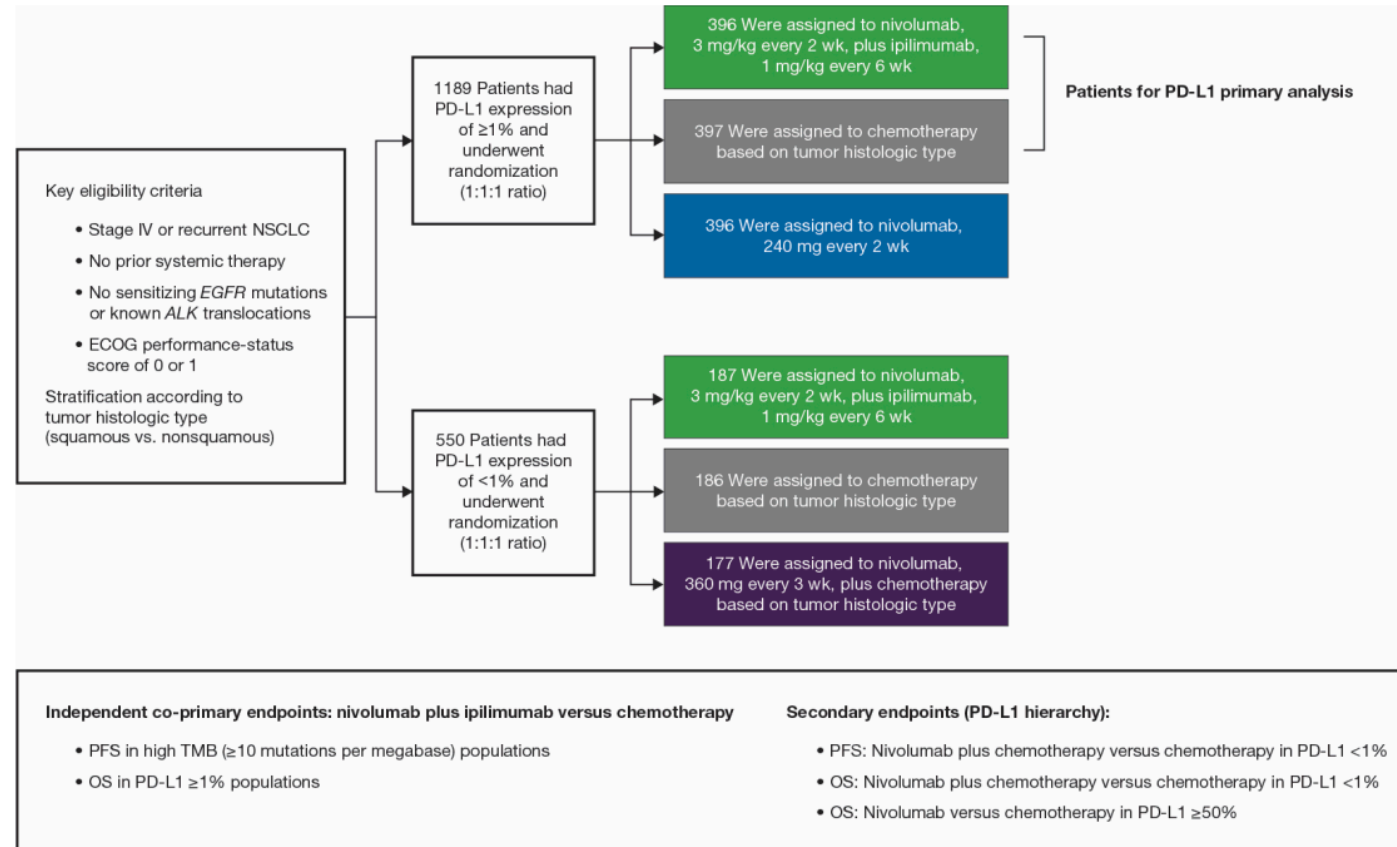 Key eligibility criteria
• Stage IV or recurrent NSCLC
• No prior systemic therapy
• No sensitizing EGFR mutations
or known ALK translocations
• ECOG performance-status
score of 0 or 1
Stratification according to
tumor histologic type
(squamous vs. nonsquamous)
1189 Patients had
PD-L1 expression
of ≥1% and
underwent
randomization
(1:1:1 ratio)
396 Were assigned to nivolumab,
3 mg/kg every 2 wk, plus ipilimumab,
1 mg/kg every 6 wk
397 Were assigned to chemotherapy
based on tumor histologic type
396 Were assigned to nivolumab,
240 mg every 2 wk
Patients for PD-L1 primary analysis
550 Patients had
PD-L1 expression
of <1% and
underwent
randomization
(1:1:1 ratio)
187 Were assigned to nivolumab,
3 mg/kg every 2 wk, plus ipilimumab,
1 mg/kg every 6 wk
186 Were assigned to chemotherapy
based on tumor histologic type
177 Were assigned to nivolumab,
360 mg every 3 wk, plus chemotherapy
based on tumor histologic type
Independent co-primary endpoints: nivolumab plus ipilimumab versus chemotherapy
• PFS in high TMB (≥10 mutations per megabase) populations
• OS in PD-L1 ≥1% populations
Secondary endpoints (PD-L1 hierarchy):
• PFS: Nivolumab plus chemotherapy versus chemotherapy in PD-L1 <1%
• OS: Nivolumab plus chemotherapy versus chemotherapy in PD-L1 <1%
• OS: Nivolumab versus chemotherapy in PD-L1 ≥50%